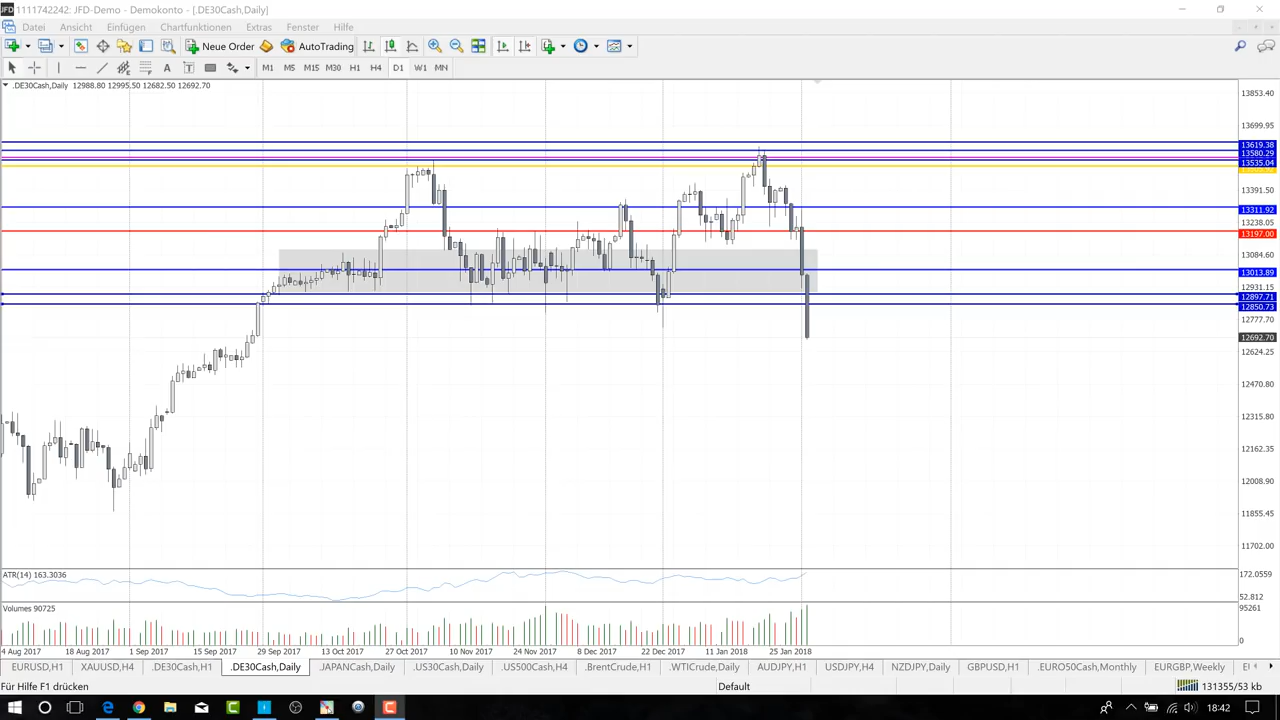 JFD 1111742242: JFD-Demo - Demokonto - [.DE30Cash,Daily]
Datei Ansicht Einfügen Chartfunktionen Extras Fenster Hilfe
New Order AutoTrading
A T M1 M5 M15 M30 H1 H4 D1 W1 MN
.DE30Cash,Daily 12988.80 12995.50 12682.50 12692.70
13853.40
13699.95
13619.38
13580.29
13535.04
13391.50
13311.92
13238.05
13197.00
13084.60
13013.89
12931.15
12897.71
12850.73
12777.70
12692.70
12624.25
12470.80
12315.80
12162.35
12008.90
11855.45
11702.00
ATR(14) 163.3036
172.0559
52.812
Volumes 90725
95261
0
4 Aug 2017 18 Aug 2017 1 Sep 2017 15 Sep 2017 29 Sep 2017 13 Oct 2017 27 Oct 2017 10 Nov 2017 24 Nov 2017 8 Dec 2017 22 Dec 2017 11 Jan 2018 25 Jan 2018
EURUSD,H1 XAUUSD,H4 .DE30Cash,H1 .DE30Cash,Daily .JAPANCash,Daily .US30Cash,Daily .US500Cash,H4 .BrentCrude,H1 .WTICrude,Daily AUDJPY,H1 USDJPY,H4 NZDJPY,Daily GBPUSD,H1 .EURO50Cash,Monthly EURGBP,Weekly
Für Hilfe F1 drücken Default 131355/53 kb
18:42